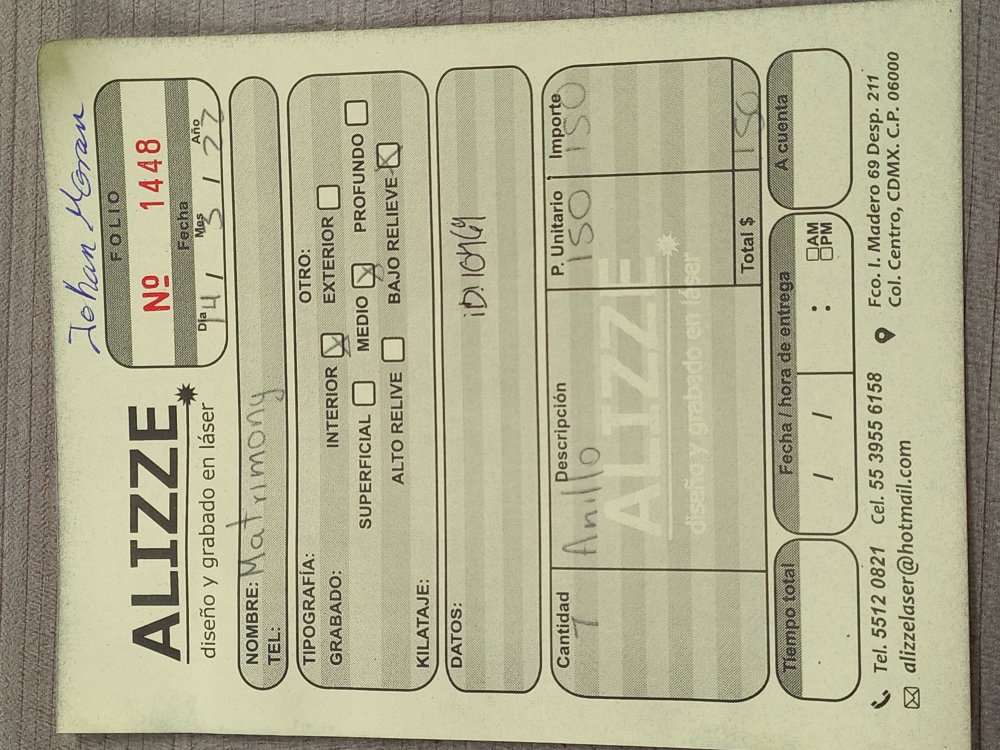 Johan Moran
ALIZZE
diseño y grabado en láser
FOLIO
Nº 1448
Fecha
Día Mes Año
14 / 3 / 22
NOMBRE: Matrimony
TEL:
TIPOGRAFÍA: OTRO:
GRABADO: INTERIOR EXTERIOR
SUPERFICIAL MEDIO PROFUNDO
ALTO RELIVE BAJO RELIEVE
KILATAJE:
DATOS:
Cantidad Descripción P. Unitario Importe
1 Anillo 150 150
ALIZZE
diseño y grabado en láser
Total $ 150
Tiempo total Fecha / hora de entrega A cuenta
/ / : AM
PM
Tel. 5512 0821 Cel. 55 3955 6158 Fco. I. Madero 69 Desp. 211
alizzelaser@hotmail.com Col. Centro, CDMX. C.P. 06000